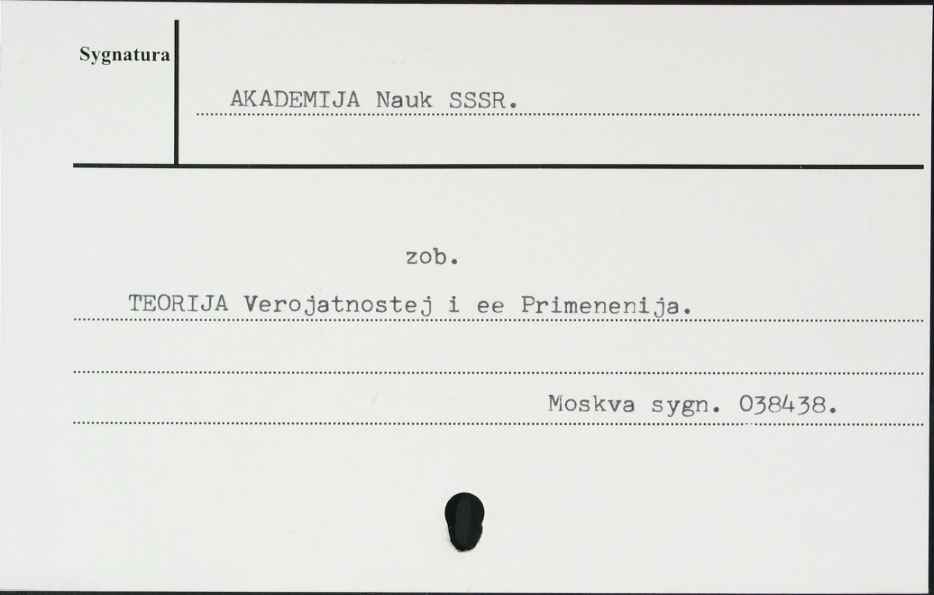 Sygnatura
AKADEMIJA Nauk SSSR.
zob.
TEORIJA Verojatnostej i ee Primenenija.
Moskva sygn. 038438.